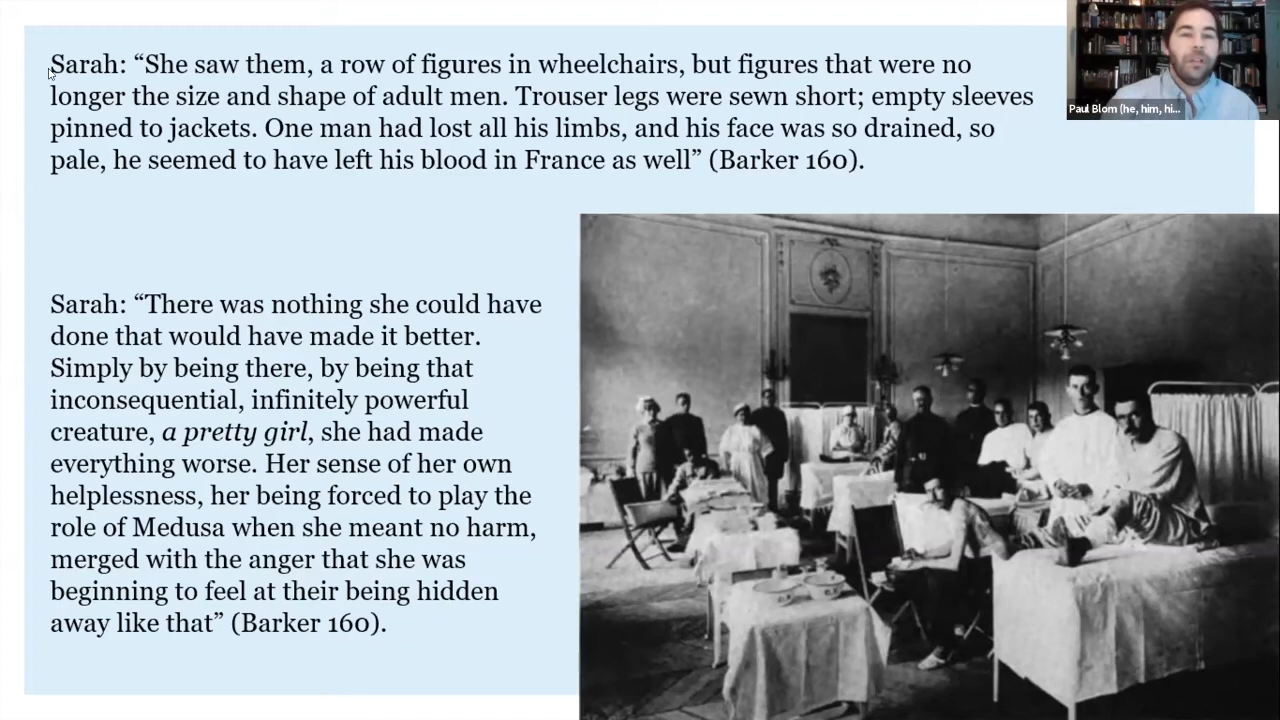 Sarah: “She saw them, a row of figures in wheelchairs, but figures that were no
longer the size and shape of adult men. Trouser legs were sewn short; empty sleeves
pinned to jackets. One man had lost all his limbs, and his face was so drained, so
pale, he seemed to have left his blood in France as well” (Barker 160).
Paul Blom (he, him, hi...
Sarah: “There was nothing she could have
done that would have made it better.
Simply by being there, by being that
inconsequential, infinitely powerful
creature, a pretty girl, she had made
everything worse. Her sense of her own
helplessness, her being forced to play the
role of Medusa when she meant no harm,
merged with the anger that she was
beginning to feel at their being hidden
away like that” (Barker 160).